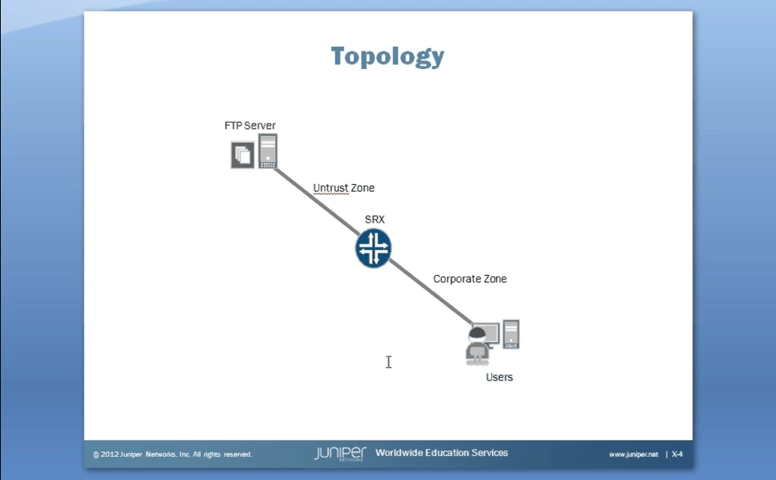 Topology
FTP Server
Untrust Zone
SRX
Corporate Zone
Users
© 2012 Juniper Networks, Inc. All rights reserved.
JUNIPER
NETWORKS
Worldwide Education Services
www.juniper.net | X-4